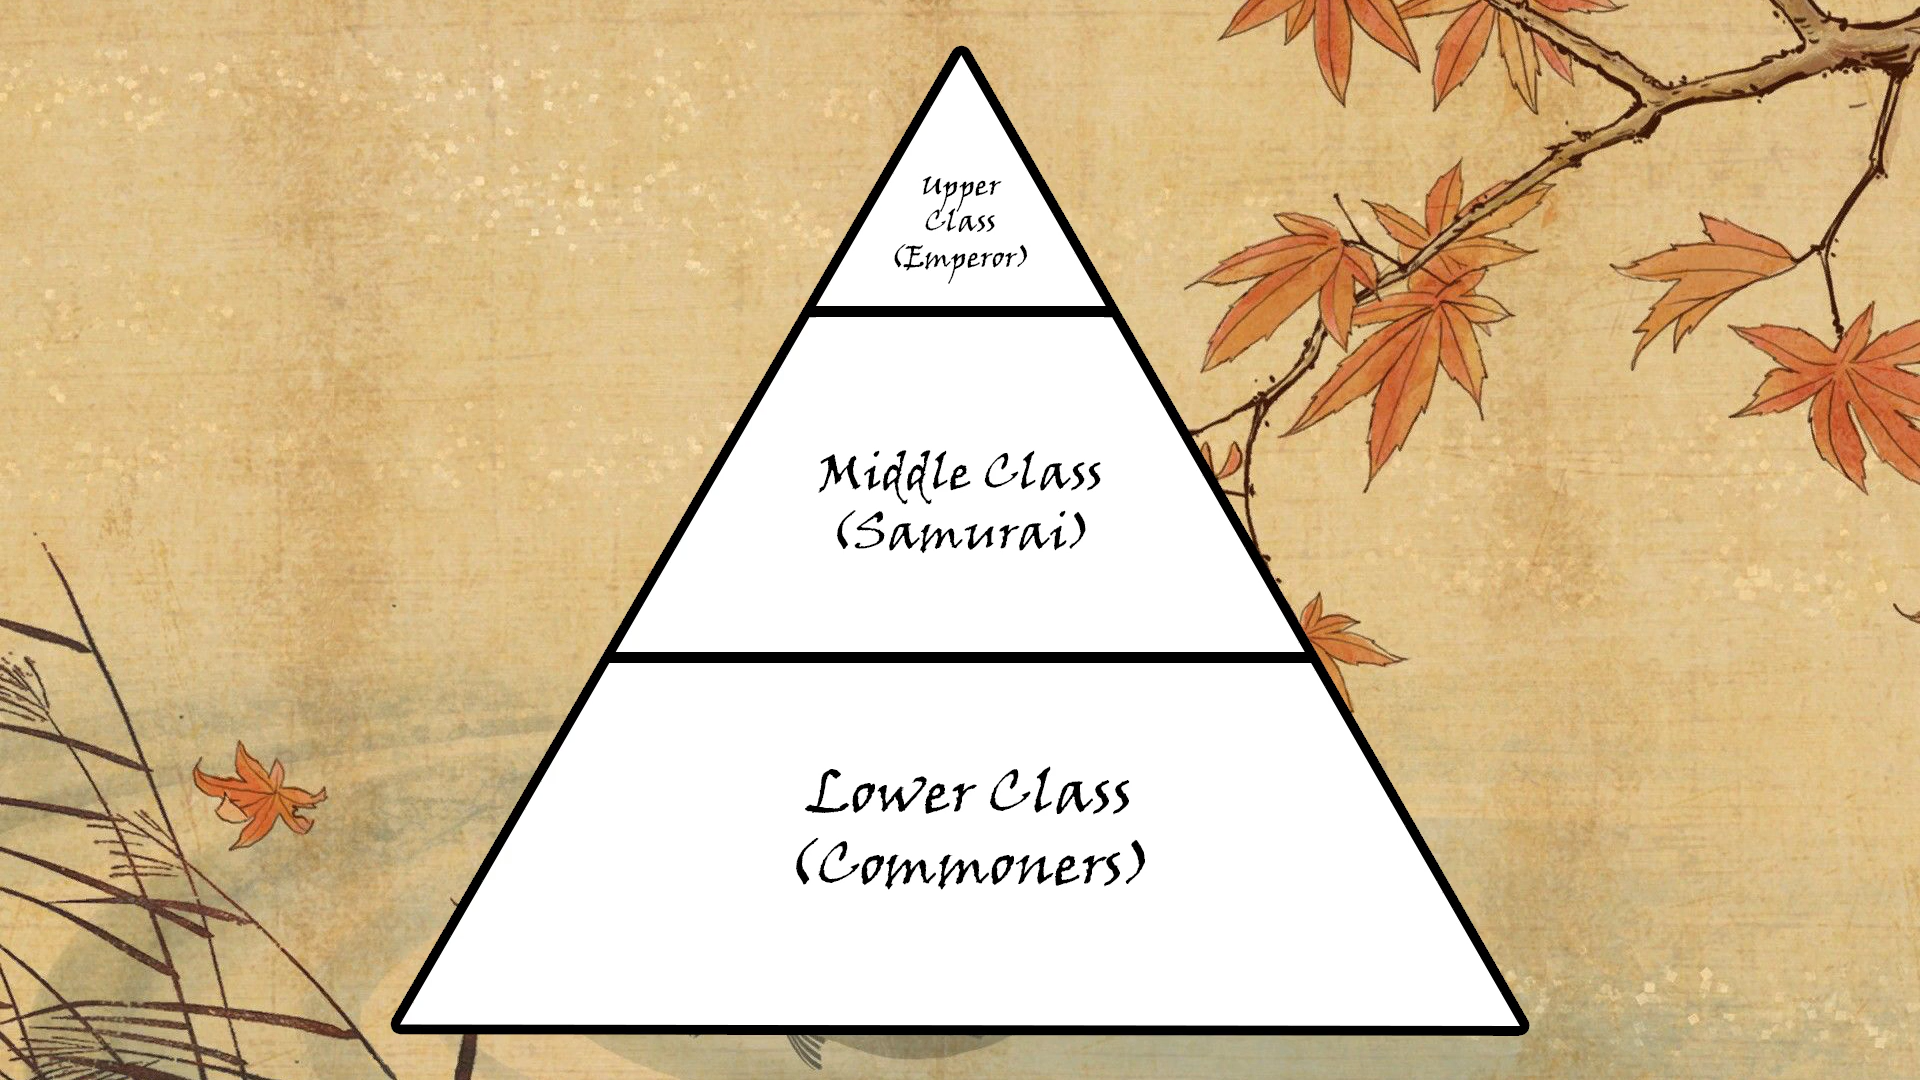 Upper
Class
(Emperor)
Middle Class
(Samurai)
Lower Class
(Commoners)